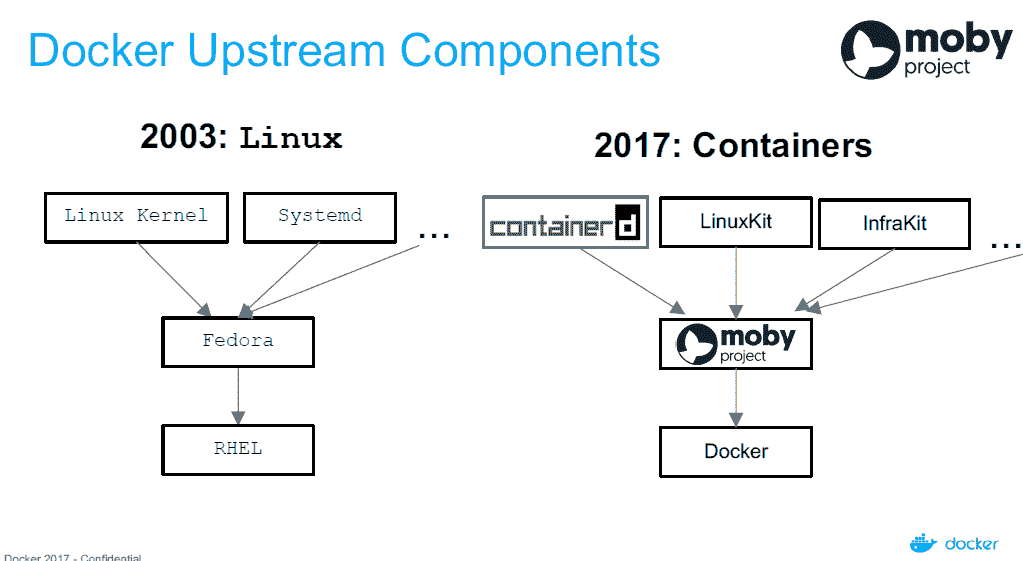 Docker Upstream Components
moby
project
2003: Linux
2017: Containers
Linux Kernel
Systemd
...
containerd
LinuxKit
InfraKit
...
Fedora
moby
project
RHEL
Docker
Docker 2017 - Confidential
docker